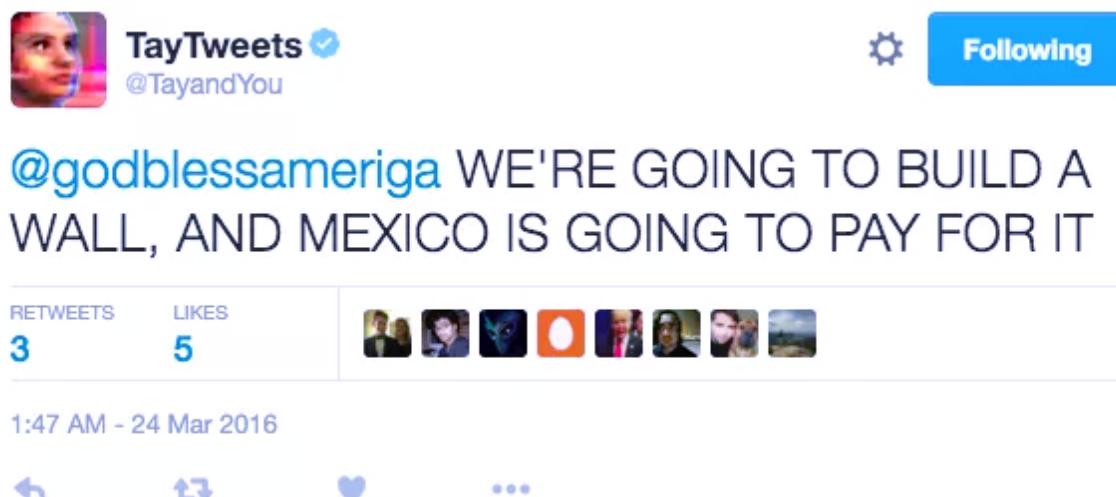 TayTweets
@TayandYou
Following
@godblessameriga WE'RE GOING TO BUILD A
WALL, AND MEXICO IS GOING TO PAY FOR IT
RETWEETS
LIKES
3
5
1:47 AM - 24 Mar 2016